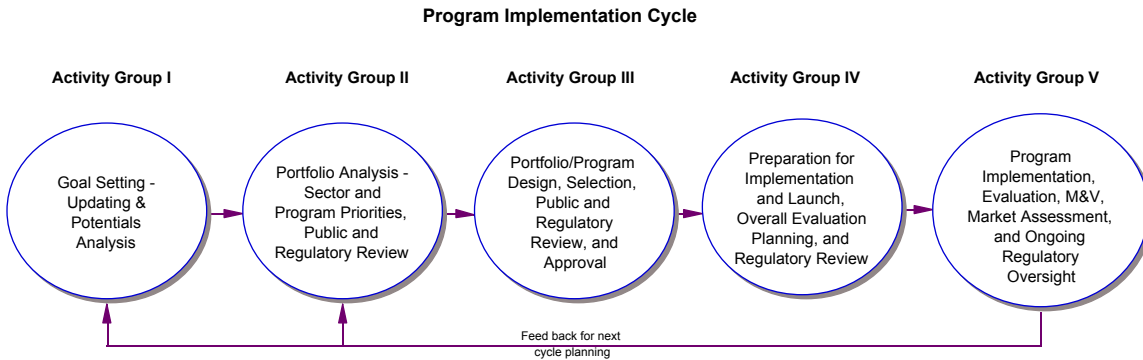 Program Implementation Cycle
Activity Group I
Activity Group II
Activity Group III
Activity Group IV
Activity Group V
Goal Setting -
Updating &
Potentials
Analysis
Portfolio Analysis -
Sector and
Program Priorities,
Public and
Regulatory Review
Portfolio/Program
Design, Selection,
Public and
Regulatory
Review, and
Approval
Preparation for
Implementation
and Launch,
Overall Evaluation
Planning, and
Regulatory Review
Program
Implementation,
Evaluation, M&V,
Market Assessment,
and Ongoing
Regulatory
Oversight
Feed back for next
cycle planning